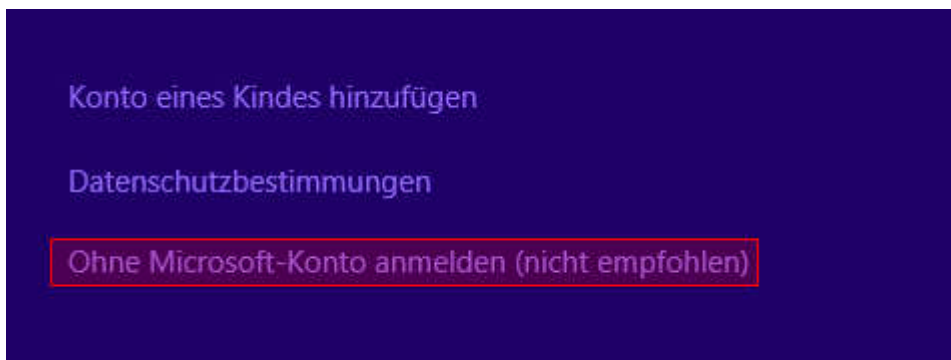 Konto eines Kindes hinzufügen
Datenschutzbestimmungen
Ohne Microsoft-Konto anmelden (nicht empfohlen)